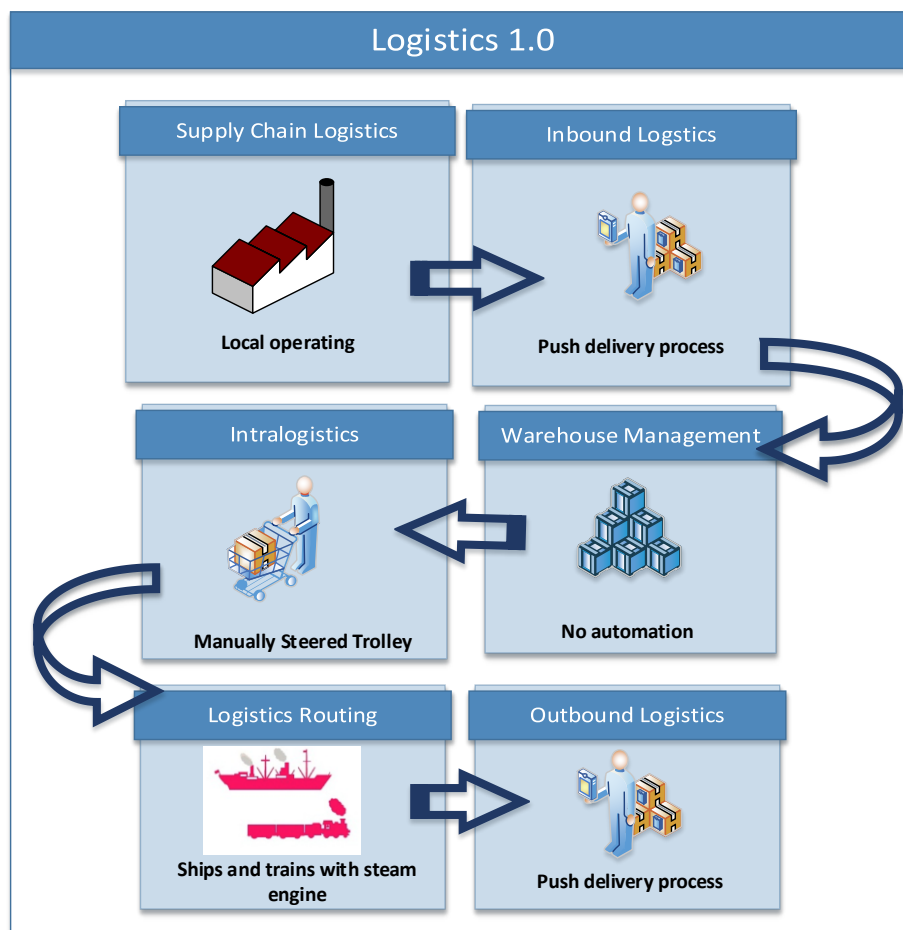 Logistics 1.0
Supply Chain Logistics
Local operating
Inbound Logstics
Push delivery process
Warehouse Management
No automation
Intralogistics
Manually Steered Trolley
Logistics Routing
Ships and trains with steam
engine
Outbound Logistics
Push delivery process